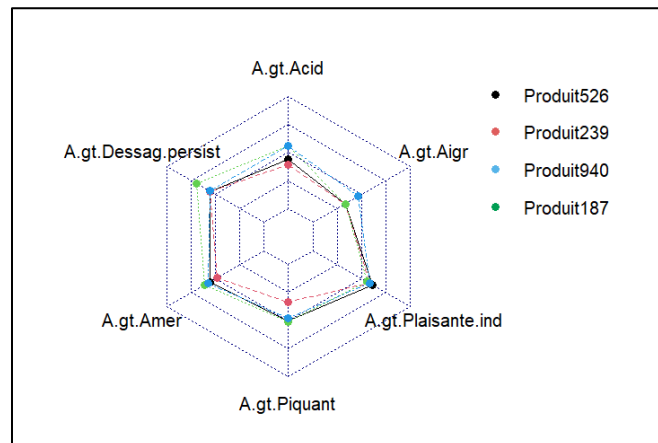 A.gt.Acid
Produit526
Produit239
A.gt.Dessag.persist
A.gt.Aigr
Produit940
Produit187
A.gt.Amer
A.gt.Plaisante.ind
A.gt.Piquant